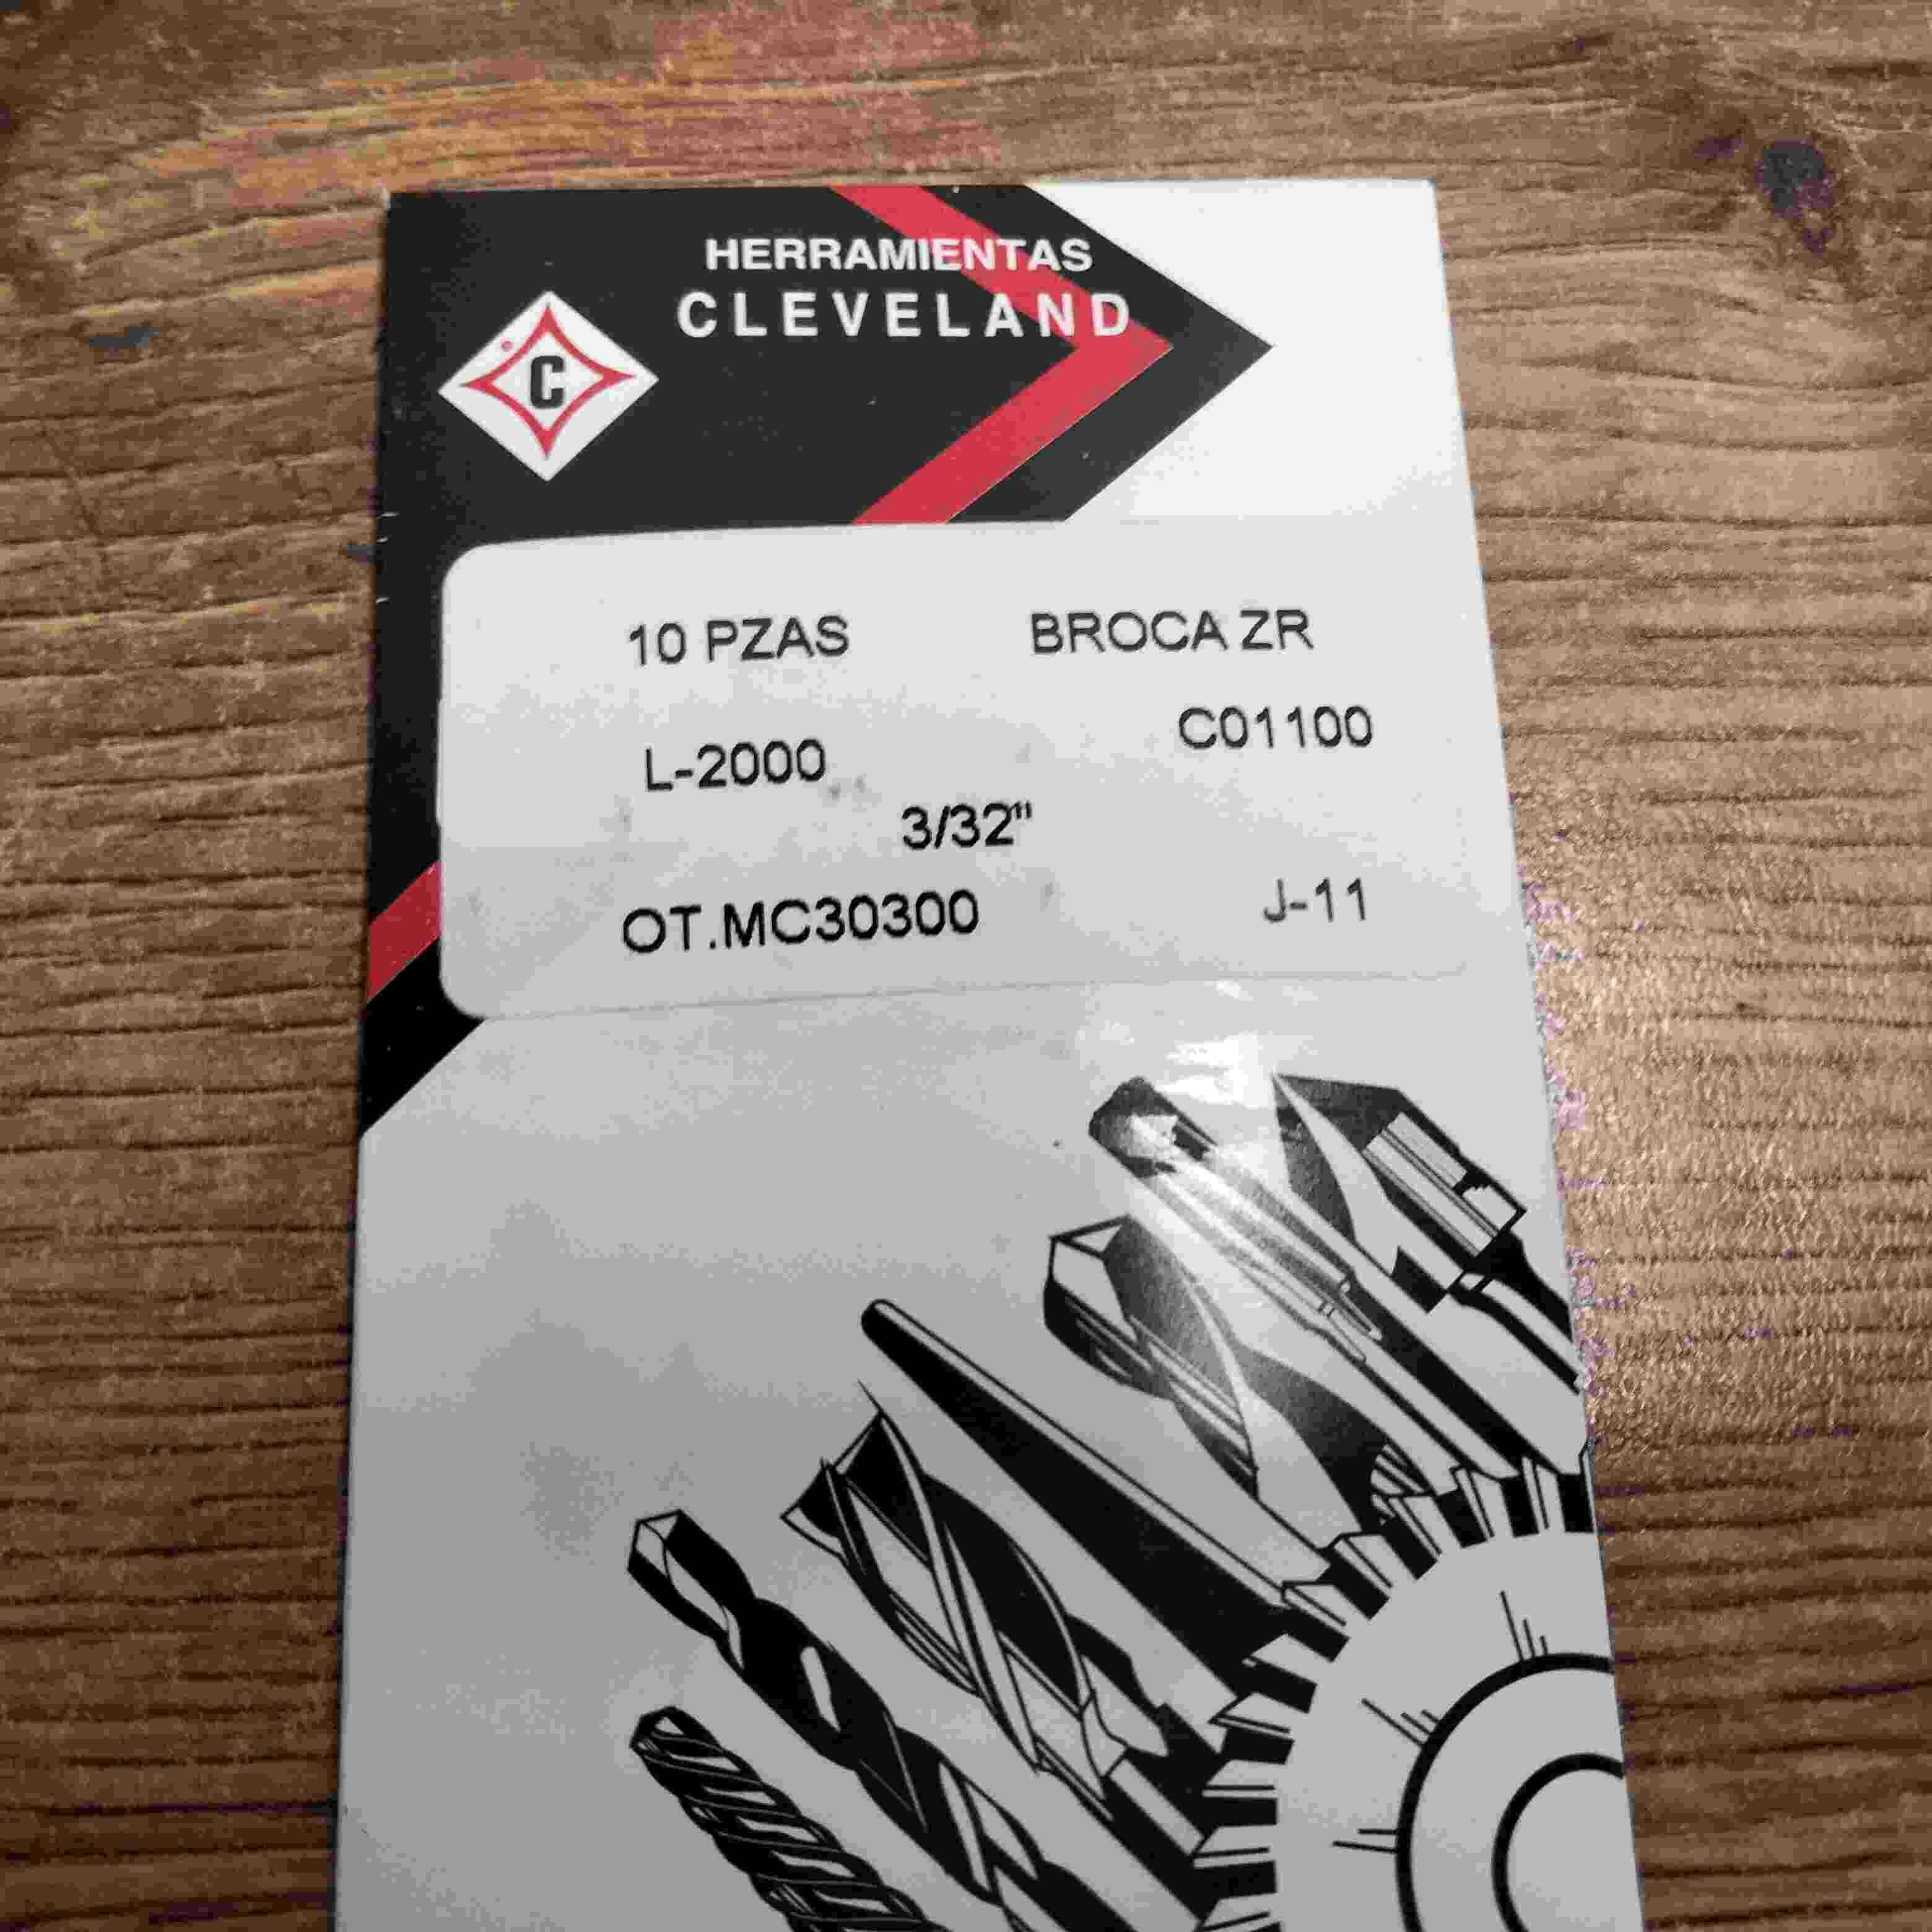 HERRAMIENTAS
CLEVELAND
C
10 PZAS BROCA ZR
L-2000 C01100
3/32"
OT.MC30300 J-11